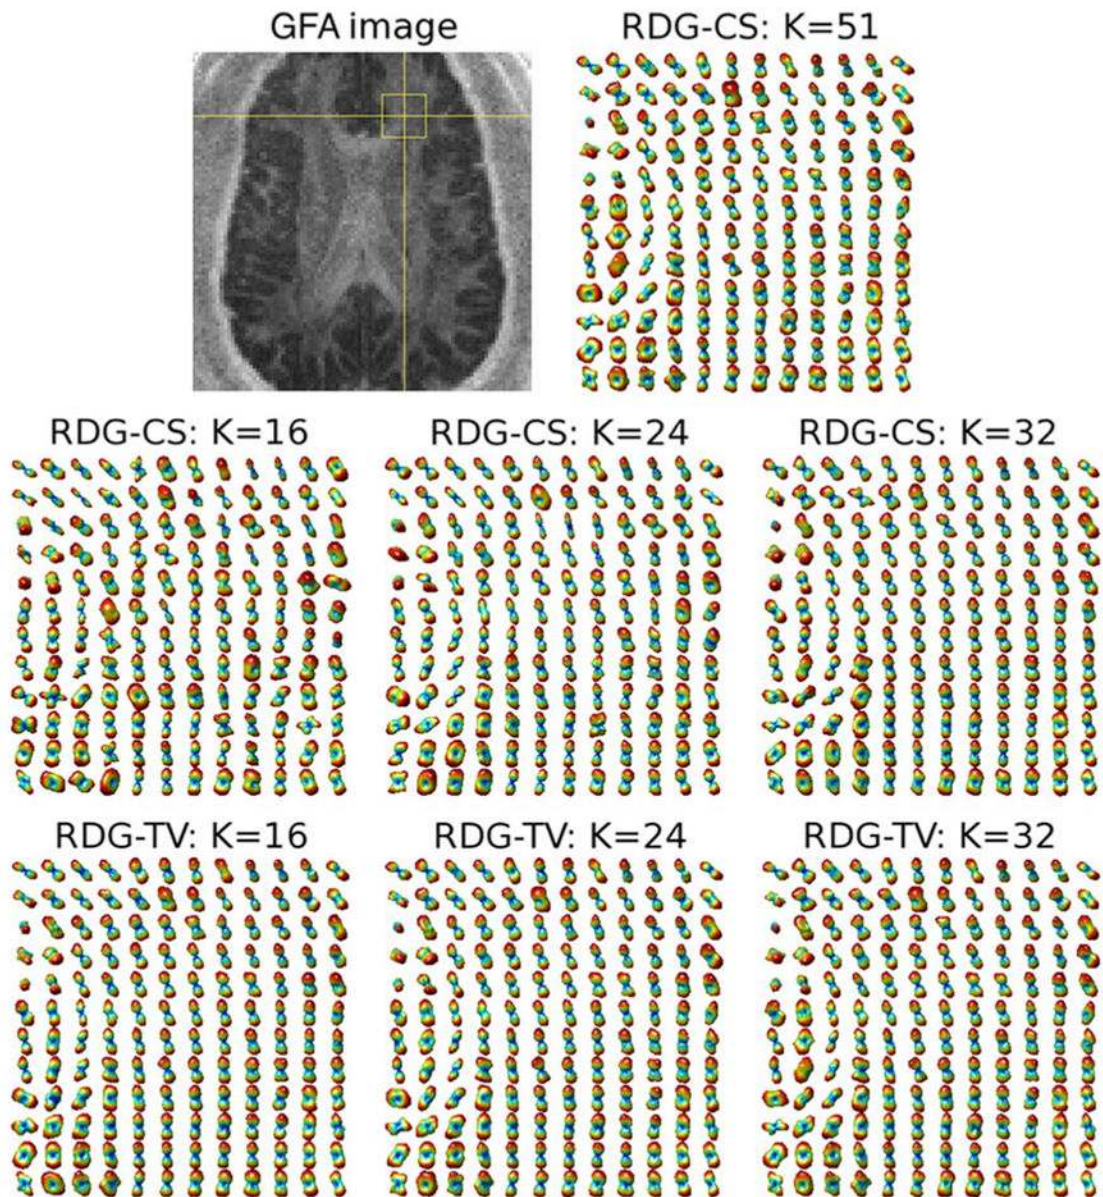 GFA image
RDG-CS: K=51
RDG-CS: K=16
RDG-CS: K=24
RDG-CS: K=32
RDG-TV: K=16
RDG-TV: K=24
RDG-TV: K=32